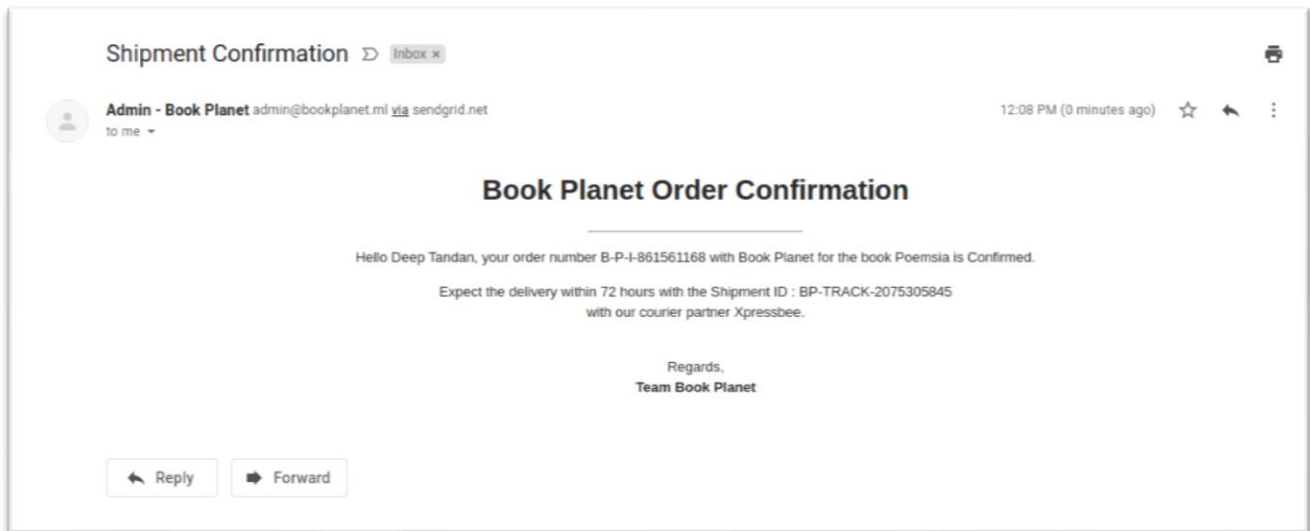 Shipment Confirmation Inbox ×
Admin - Book Planet admin@bookplanet.ml via sendgrid.net 12:08 PM (0 minutes ago)
to me
Book Planet Order Confirmation
Hello Deep Tandan, your order number B-P-I-861561168 with Book Planet for the book Poemsia is Confirmed.
Expect the delivery within 72 hours with the Shipment ID : BP-TRACK-2075305845
with our courier partner Xpressbee.
Regards,
Team Book Planet
Reply Forward